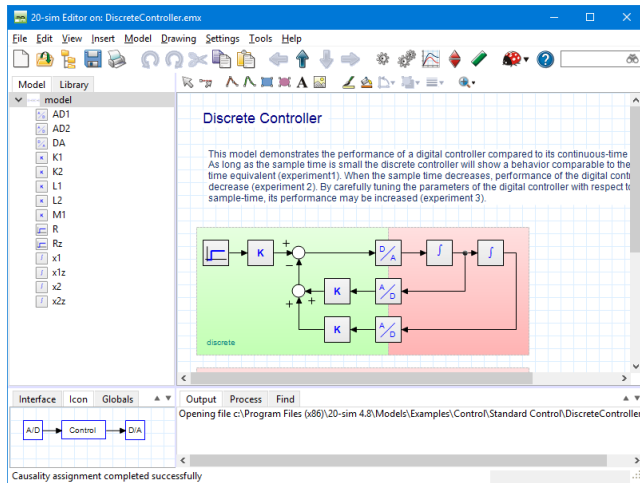 20-sim Editor on: DiscreteController.emx
File Edit View Insert Model Drawing Settings Tools Help
Model Library
model
AD1
AD2
DA
K1
K2
L1
L2
M1
R
Rz
x1
x1z
x2
x2z
Discrete Controller
This model demonstrates the performance of a digital controller compared to its continuous-time
As long as the sample time is small the discrete controller will show a behavior comparable to the
time equivalent (experiment1). When the sample time decreases, performance of the digital cont
decrease (experiment 2). By carefully tuning the parameters of the digital controller with respect to
sample-time, its performance may be increased (experiment 3).
K + − D/A ∫ ∫
+ + K A/D
K A/D
discrete
Interface Icon Globals
A/D Control D/A
Output Process Find
Opening file c:\Program Files (x86)\20-sim 4.8\Models\Examples\Control\Standard Control\DiscreteController
Causality assignment completed successfully